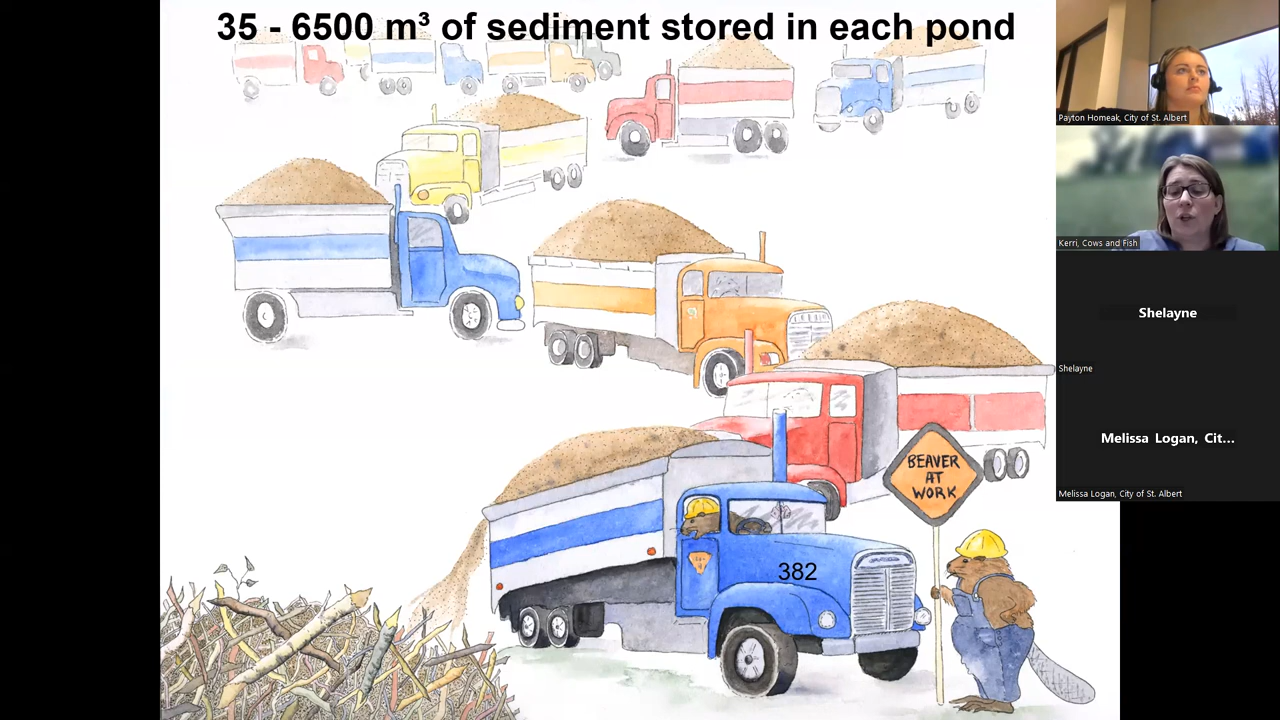 35 - 6500 m³ of sediment stored in each pond
BEAVER
AT
WORK
382
Payton Homeak, City of St. Albert
Kerri, Cows and Fish
Shelayne
Shelayne
Melissa Logan, Cit...
Melissa Logan, City of St. Albert